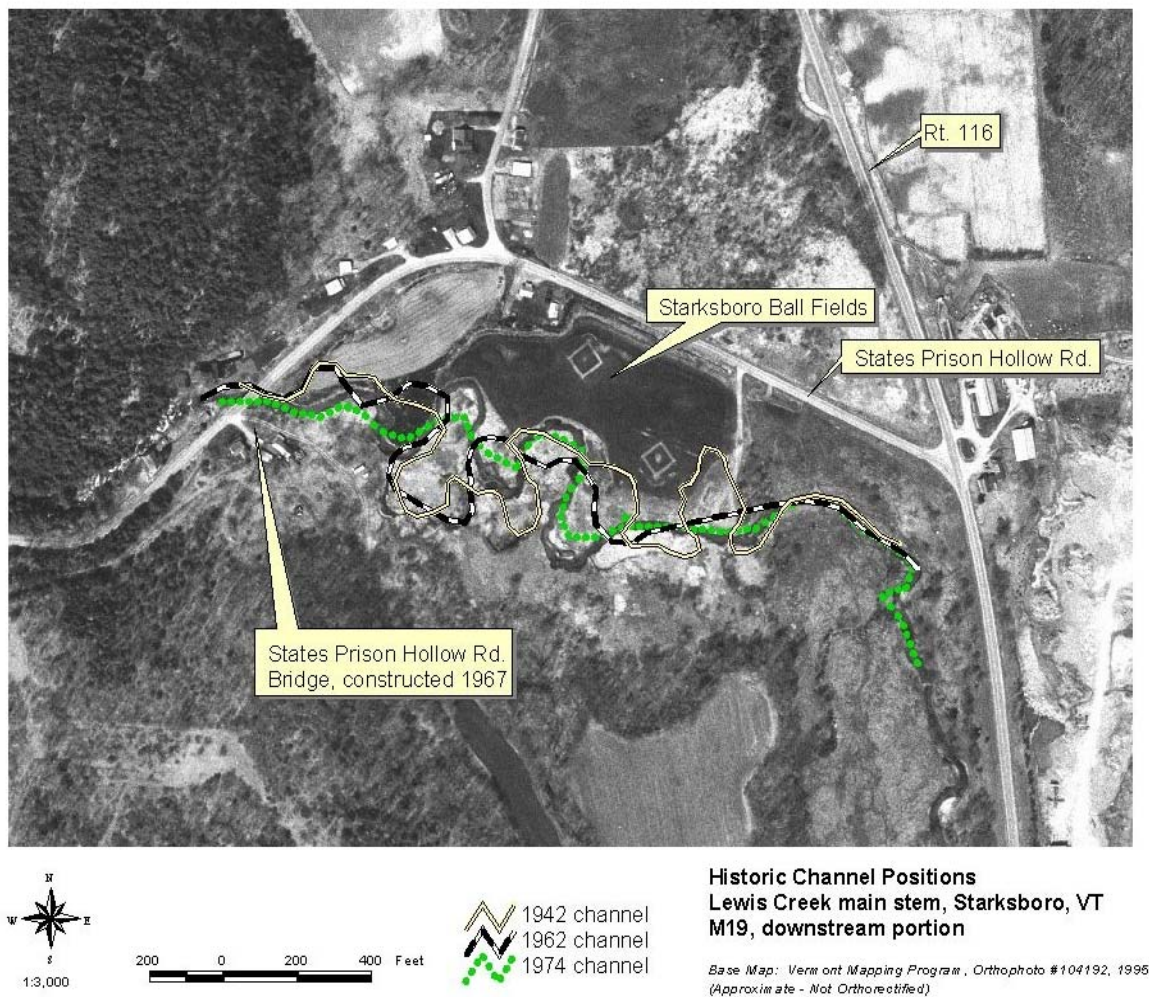 Rt. 116
Starksboro Ball Fields
States Prison Hollow Rd.
States Prison Hollow Rd.
Bridge, constructed 1967
N
W E
S
1:3,000
200 0 200 400 Feet
1942 channel
1962 channel
1974 channel
Historic Channel Positions
Lewis Creek main stem, Starksboro, VT
M19, downstream portion
Base Map: Vermont Mapping Program, Orthophoto #104192, 1995
(Approximate - Not Orthorectified)